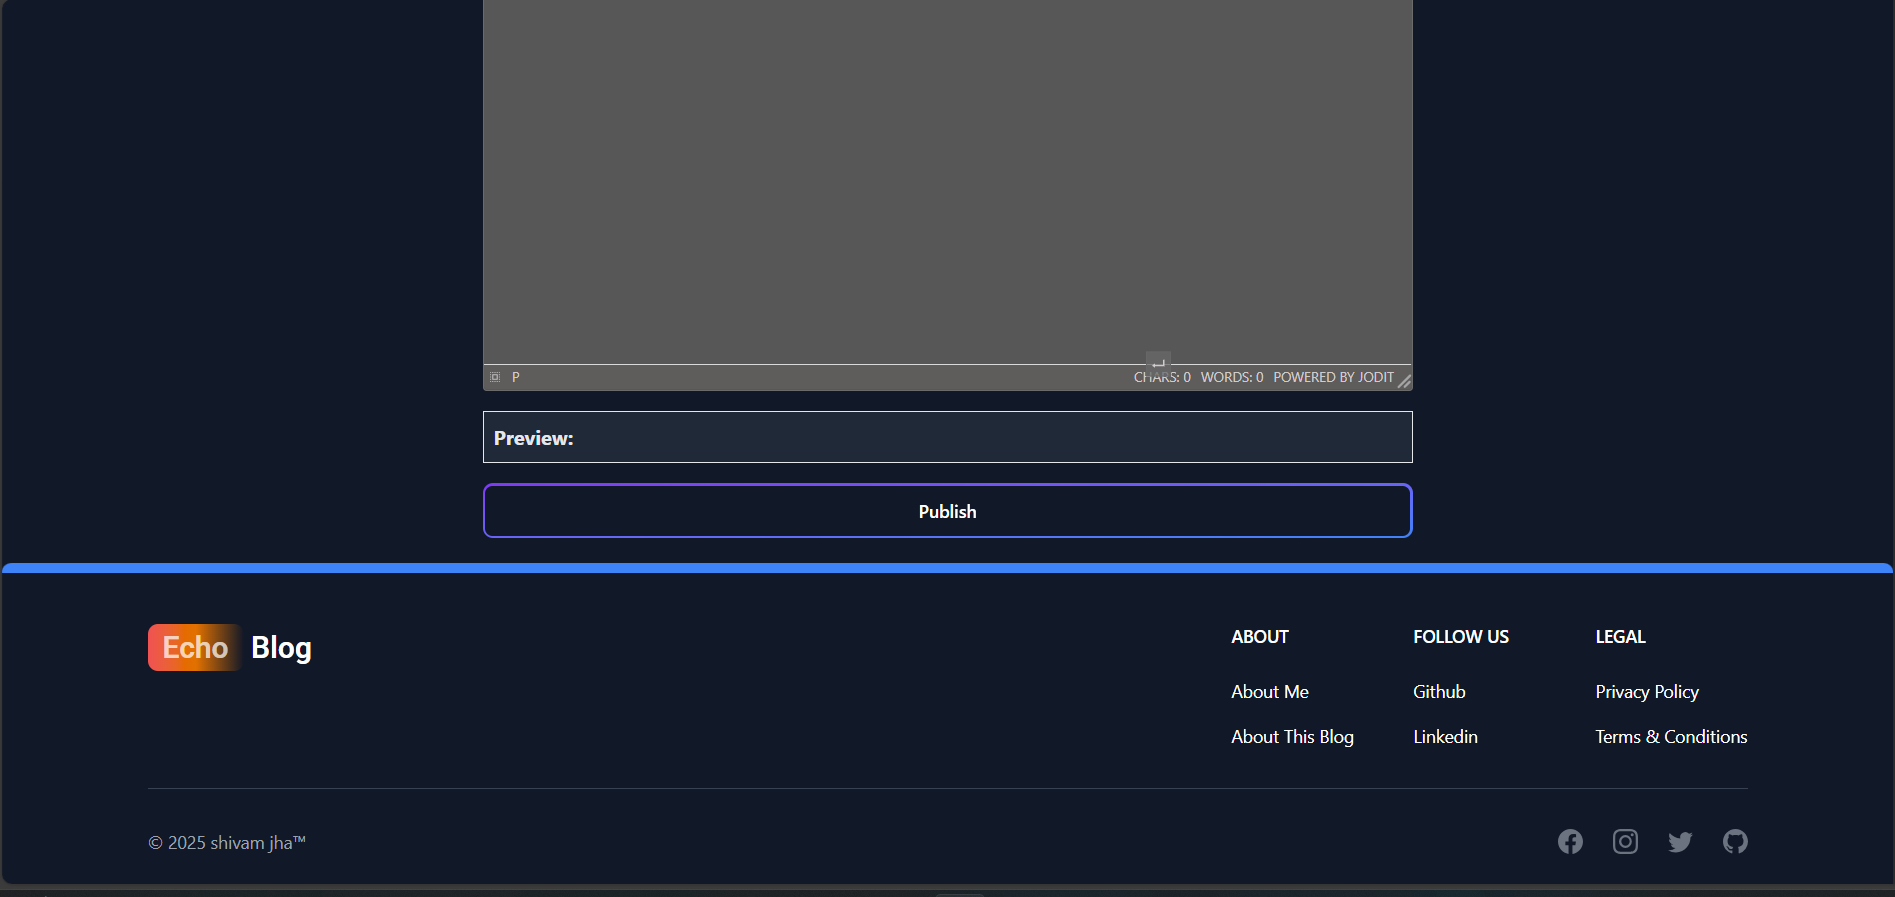 P CHARS: 0 WORDS: 0 POWERED BY JODIT
Preview:
Publish
Echo Blog
ABOUT
About Me
About This Blog
FOLLOW US
Github
Linkedin
LEGAL
Privacy Policy
Terms & Conditions
© 2025 shivam jha™